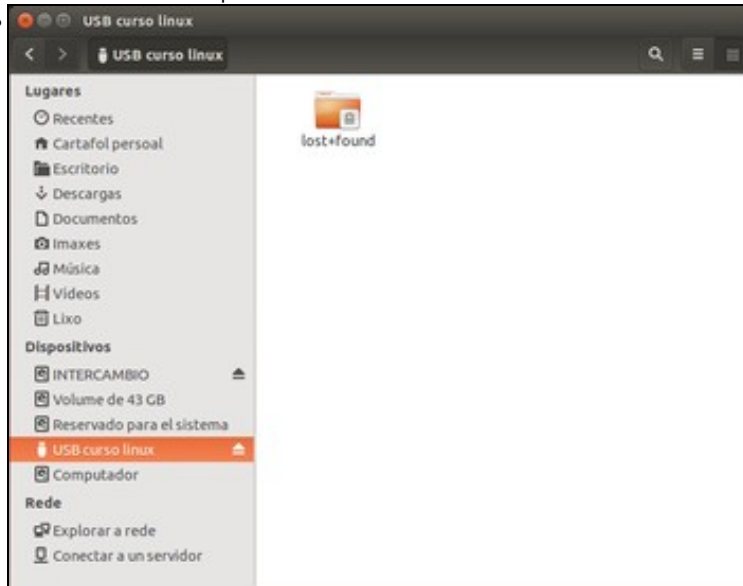 USB curso linux
USB curso linux
Lugares
Recentes
Cartafol persoal
Escritorio
Descargas
Documentos
Imaxes
Música
Videos
Lixo
Dispositivos
INTERCAMBIO
Volume de 43 GB
Reservado para el sistema
USB curso linux
Computador
Rede
Explorar a rede
Conectar a un servidor
lost+found